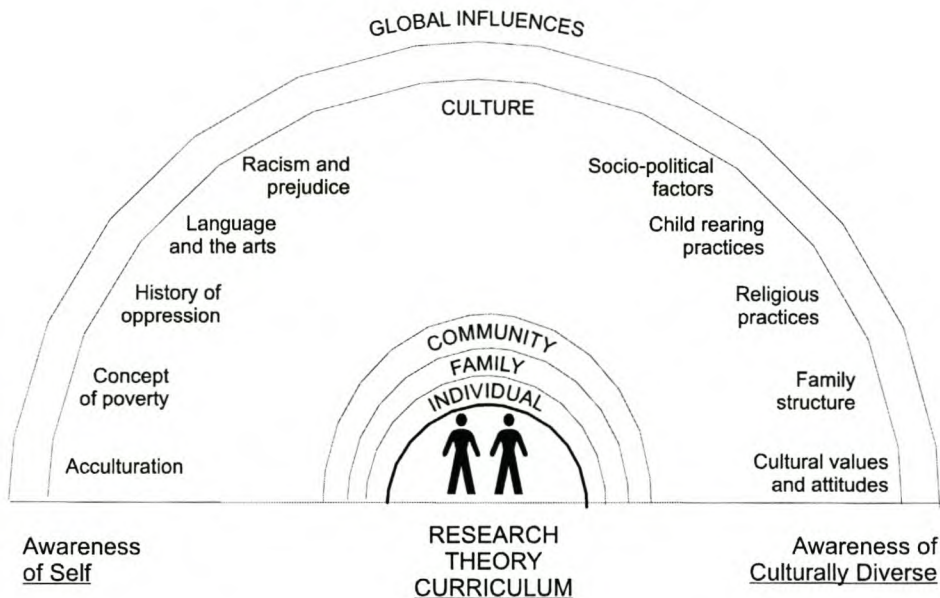 GLOBAL INFLUENCES
CULTURE
Racism and
prejudice
Language
and the arts
History of
oppression
Concept
of poverty
Acculturation
Socio-political
factors
Child rearing
practices
Religious
practices
Family
structure
Cultural values
and attitudes
COMMUNITY
FAMILY
INDIVIDUAL
Awareness
of Self
RESEARCH
THEORY
CURRICULUM
Awareness of
Culturally Diverse